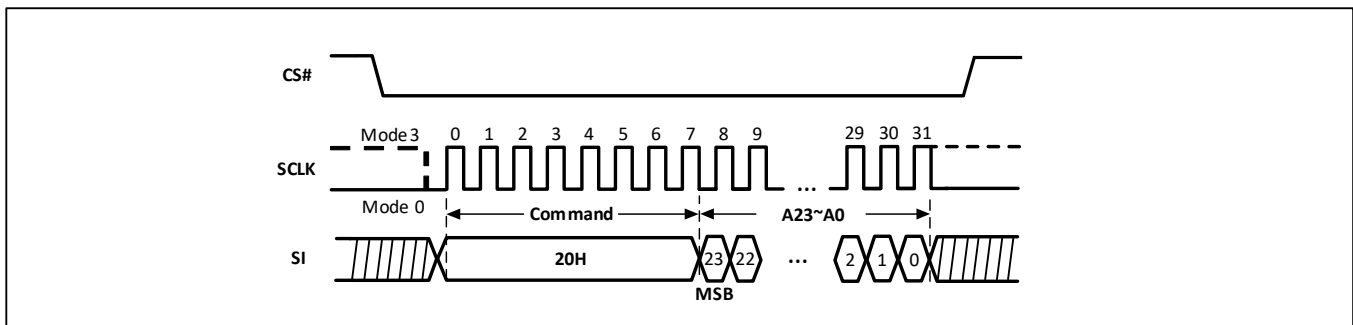 CS#
Mode 3 0 1 2 3 4 5 6 7 8 9 29 30 31
SCLK ...
Mode 0 Command A23~A0
SI 20H 23 22 ... 2 1 0
MSB